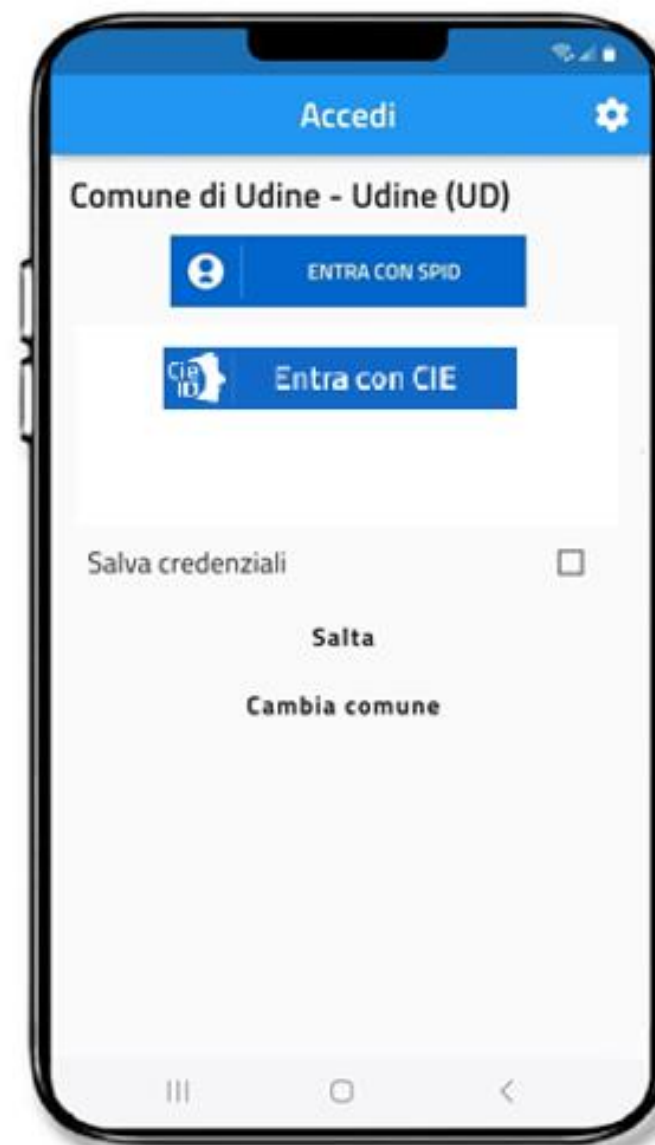 Accedi
Comune di Udine - Udine (UD)
ENTRA CON SPID
Cie
ID
Entra con CIE
Salva credenziali
Salta
Cambia comune